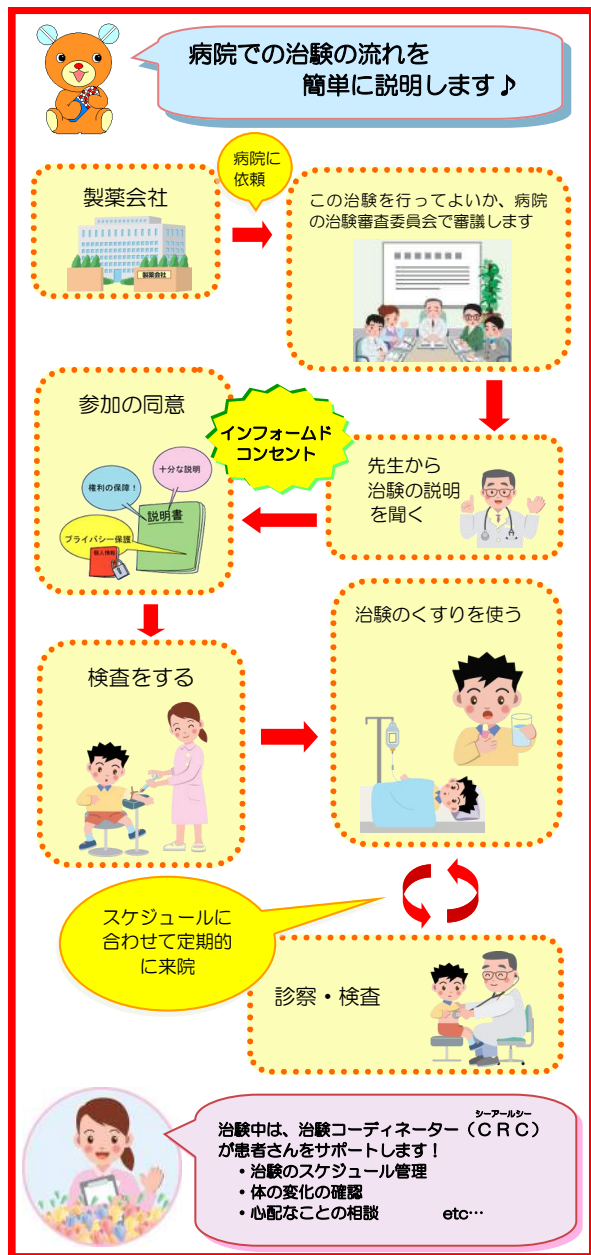 病院での治験の流れを
簡単に説明します♪
病院に
依頼
製薬会社
製薬会社
この治験を行ってよいか、病院
の治験審査委員会で審議します
参加の同意
インフォームド
コンセント
先生から
治験の説明
を聞く
十分な説明
権利の保障！
説明書
プライバシー保護
個人情報
検査をする
治験のくすりを使う
スケジュールに
合わせて定期的
に来院
診察・検査
シーアールシー
治験中は、治験コーディネーター（ＣＲＣ）
が患者さんをサポートします！
・治験のスケジュール管理
・体の変化の確認
・心配なことの相談　　　etc…